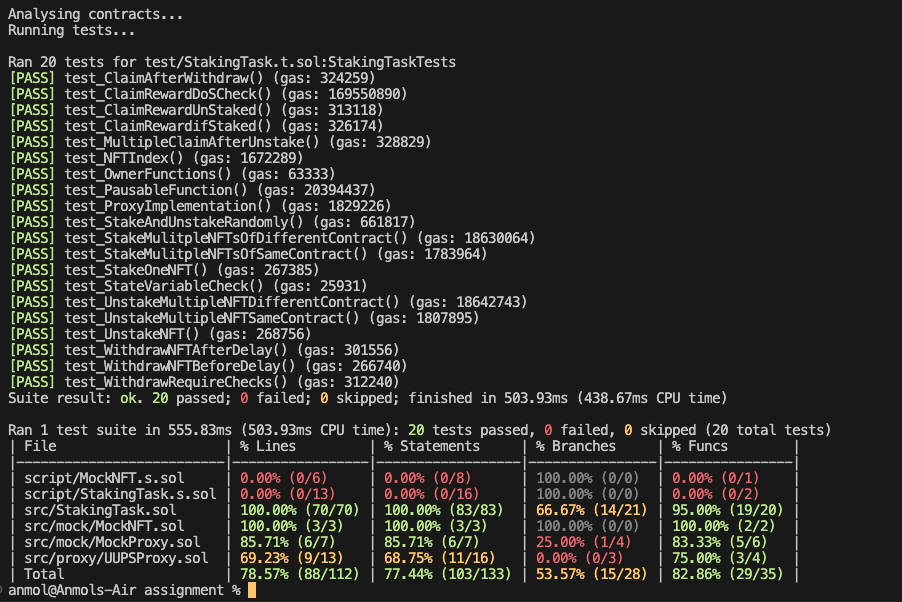 Analysing contracts...
Running tests...
Ran 20 tests for test/StakingTask.t.sol:StakingTaskTests
[PASS] test_ClaimAfterWithdraw() (gas: 324259)
[PASS] test_ClaimRewardDoSCheck() (gas: 169550890)
[PASS] test_ClaimRewardUnStaked() (gas: 313118)
[PASS] test_ClaimRewardifStaked() (gas: 326174)
[PASS] test_MultipleClaimAfterUnstake() (gas: 328829)
[PASS] test_NFTIndex() (gas: 1672289)
[PASS] test_OwnerFunctions() (gas: 63333)
[PASS] test_PausableFunction() (gas: 20394437)
[PASS] test_ProxyImplementation() (gas: 1829226)
[PASS] test_StakeAndUnstakeRandomly() (gas: 661817)
[PASS] test_StakeMulitpleNFTsOfDifferentContract() (gas: 18630064)
[PASS] test_StakeMulitpleNFTsOfSameContract() (gas: 1783964)
[PASS] test_StakeOneNFT() (gas: 267385)
[PASS] test_StateVariableCheck() (gas: 25931)
[PASS] test_UnstakeMultipleNFTDifferentContract() (gas: 18642743)
[PASS] test_UnstakeMultipleNFTSameContract() (gas: 1807895)
[PASS] test_UnstakeNFT() (gas: 268756)
[PASS] test_WithdrawNFTAfterDelay() (gas: 301556)
[PASS] test_WithdrawNFTBeforeDelay() (gas: 266740)
[PASS] test_WithdrawRequireChecks() (gas: 312240)
Suite result: ok. 20 passed; 0 failed; 0 skipped; finished in 503.93ms (438.67ms CPU time)
Ran 1 test suite in 555.83ms (503.93ms CPU time): 20 tests passed, 0 failed, 0 skipped (20 total tests)
| File | % Lines | % Statements | % Branches | % Funcs |
| script/MockNFT.s.sol | 0.00% (0/6) | 0.00% (0/8) | 100.00% (0/0) | 0.00% (0/1) |
| script/StakingTask.s.sol | 0.00% (0/13) | 0.00% (0/16) | 100.00% (0/0) | 0.00% (0/2) |
| src/StakingTask.sol | 100.00% (70/70) | 100.00% (83/83) | 66.67% (14/21) | 95.00% (19/20) |
| src/mock/MockNFT.sol | 100.00% (3/3) | 100.00% (3/3) | 100.00% (0/0) | 100.00% (2/2) |
| src/mock/MockProxy.sol | 85.71% (6/7) | 85.71% (6/7) | 25.00% (1/4) | 83.33% (5/6) |
| src/proxy/UUPSProxy.sol | 69.23% (9/13) | 68.75% (11/16) | 0.00% (0/3) | 75.00% (3/4) |
| Total | 78.57% (88/112) | 77.44% (103/133) | 53.57% (15/28) | 82.86% (29/35) |
anmol@Anmols-Air assignment %